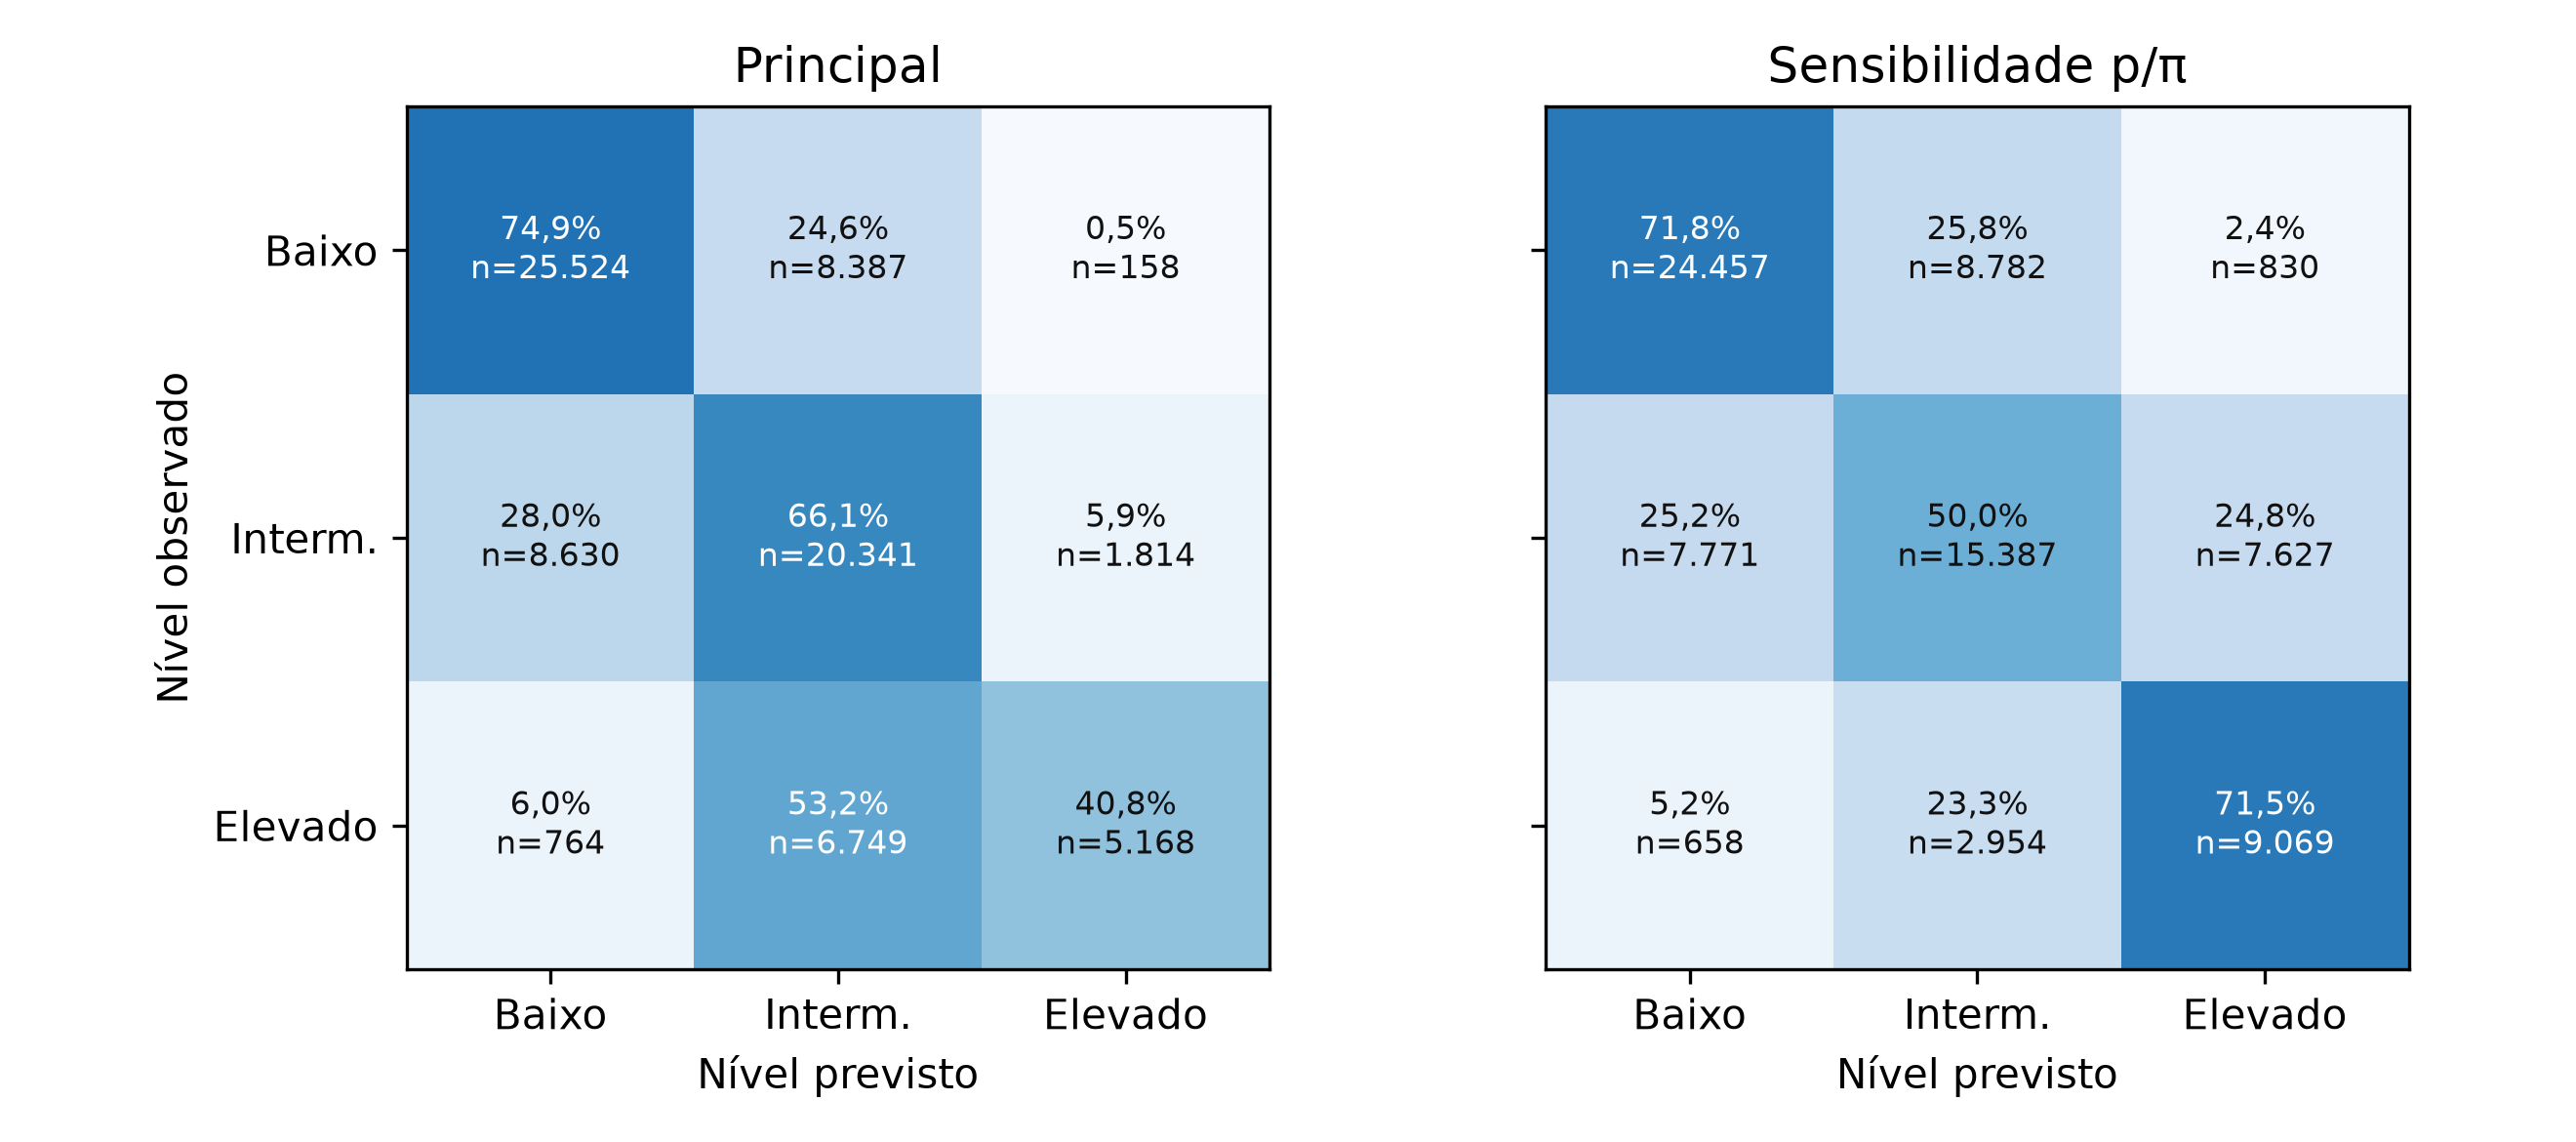 Principal
Nível observado
Baixo
74,9%
n=25.524
24,6%
n=8.387
0,5%
n=158
Interm.
28,0%
n=8.630
66,1%
n=20.341
5,9%
n=1.814
Elevado
6,0%
n=764
53,2%
n=6.749
40,8%
n=5.168
Baixo
Interm.
Elevado
Nível previsto
Sensibilidade p/π
71,8%
n=24.457
25,8%
n=8.782
2,4%
n=830
25,2%
n=7.771
50,0%
n=15.387
24,8%
n=7.627
5,2%
n=658
23,3%
n=2.954
71,5%
n=9.069
Baixo
Interm.
Elevado
Nível previsto